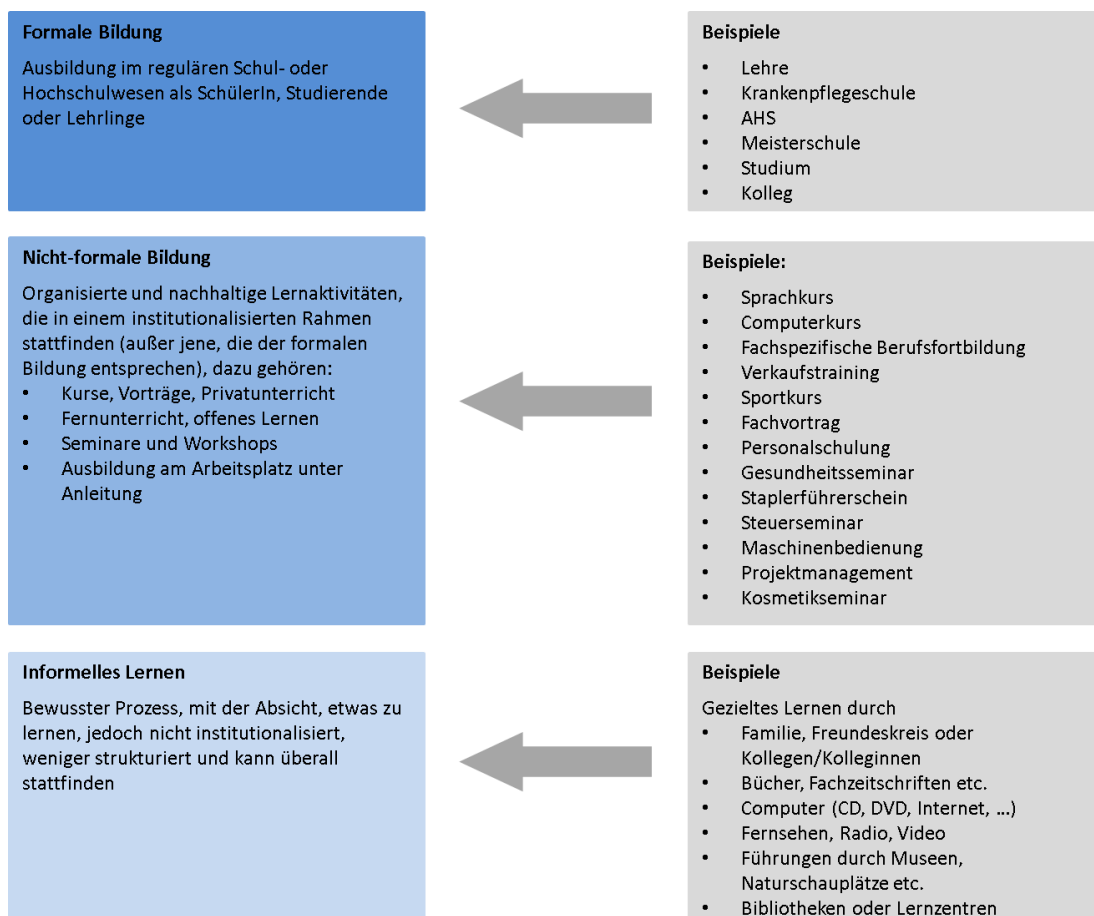 Formale Bildung
Ausbildung im regulären Schul- oder
Hochschulwesen als SchülerIn, Studierende
oder Lehrlinge
Beispiele
• Lehre
• Krankenpflegeschule
• AHS
• Meisterschule
• Studium
• Kolleg
Nicht-formale Bildung
Organisierte und nachhaltige Lernaktivitäten,
die in einem institutionalisierten Rahmen
stattfinden (außer jene, die der formalen
Bildung entsprechen), dazu gehören:
• Kurse, Vorträge, Privatunterricht
• Fernunterricht, offenes Lernen
• Seminare und Workshops
• Ausbildung am Arbeitsplatz unter
Anleitung
Beispiele:
• Sprachkurs
• Computerkurs
• Fachspezifische Berufsfortbildung
• Verkaufstraining
• Sportkurs
• Fachvortrag
• Personalschulung
• Gesundheitsseminar
• Staplerführerschein
• Steuerseminar
• Maschinenbedienung
• Projektmanagement
• Kosmetikseminar
Informelles Lernen
Bewusster Prozess, mit der Absicht, etwas zu
lernen, jedoch nicht institutionalisiert,
weniger strukturiert und kann überall
stattfinden
Beispiele
Gezieltes Lernen durch
• Familie, Freundeskreis oder
Kollegen/Kolleginnen
• Bücher, Fachzeitschriften etc.
• Computer (CD, DVD, Internet, ...)
• Fernsehen, Radio, Video
• Führungen durch Museen,
Naturschauplätze etc.
• Bibliotheken oder Lernzentren